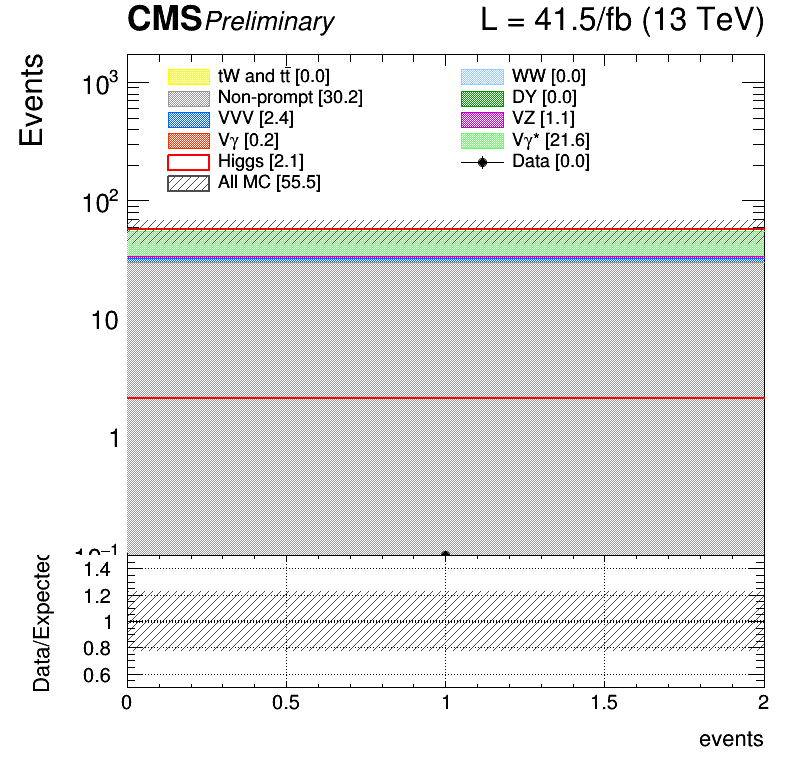 CMS Preliminary L = 41.5/fb (13 TeV)
Events
10³
10²
10
1
tW and tt̄ [0.0]
Non-prompt [30.2]
VVV [2.4]
Vγ [0.2]
Higgs [2.1]
All MC [55.5]
WW [0.0]
DY [0.0]
VZ [1.1]
Vγ* [21.6]
Data [0.0]
Data/Expected
1.4
1.2
1
0.8
0.6
0 0.5 1 1.5 2
events